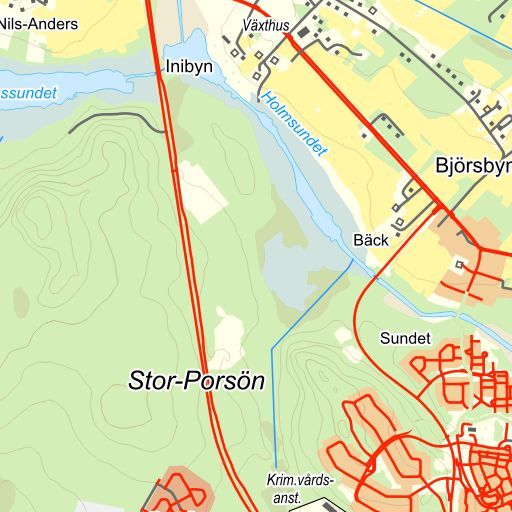 Nils-Anders
Växthus
Inibyn
ssundet
Holmsundet
Björsbyn
Bäck
Sundet
Stor-Porsön
Krim.vårds-
anst.